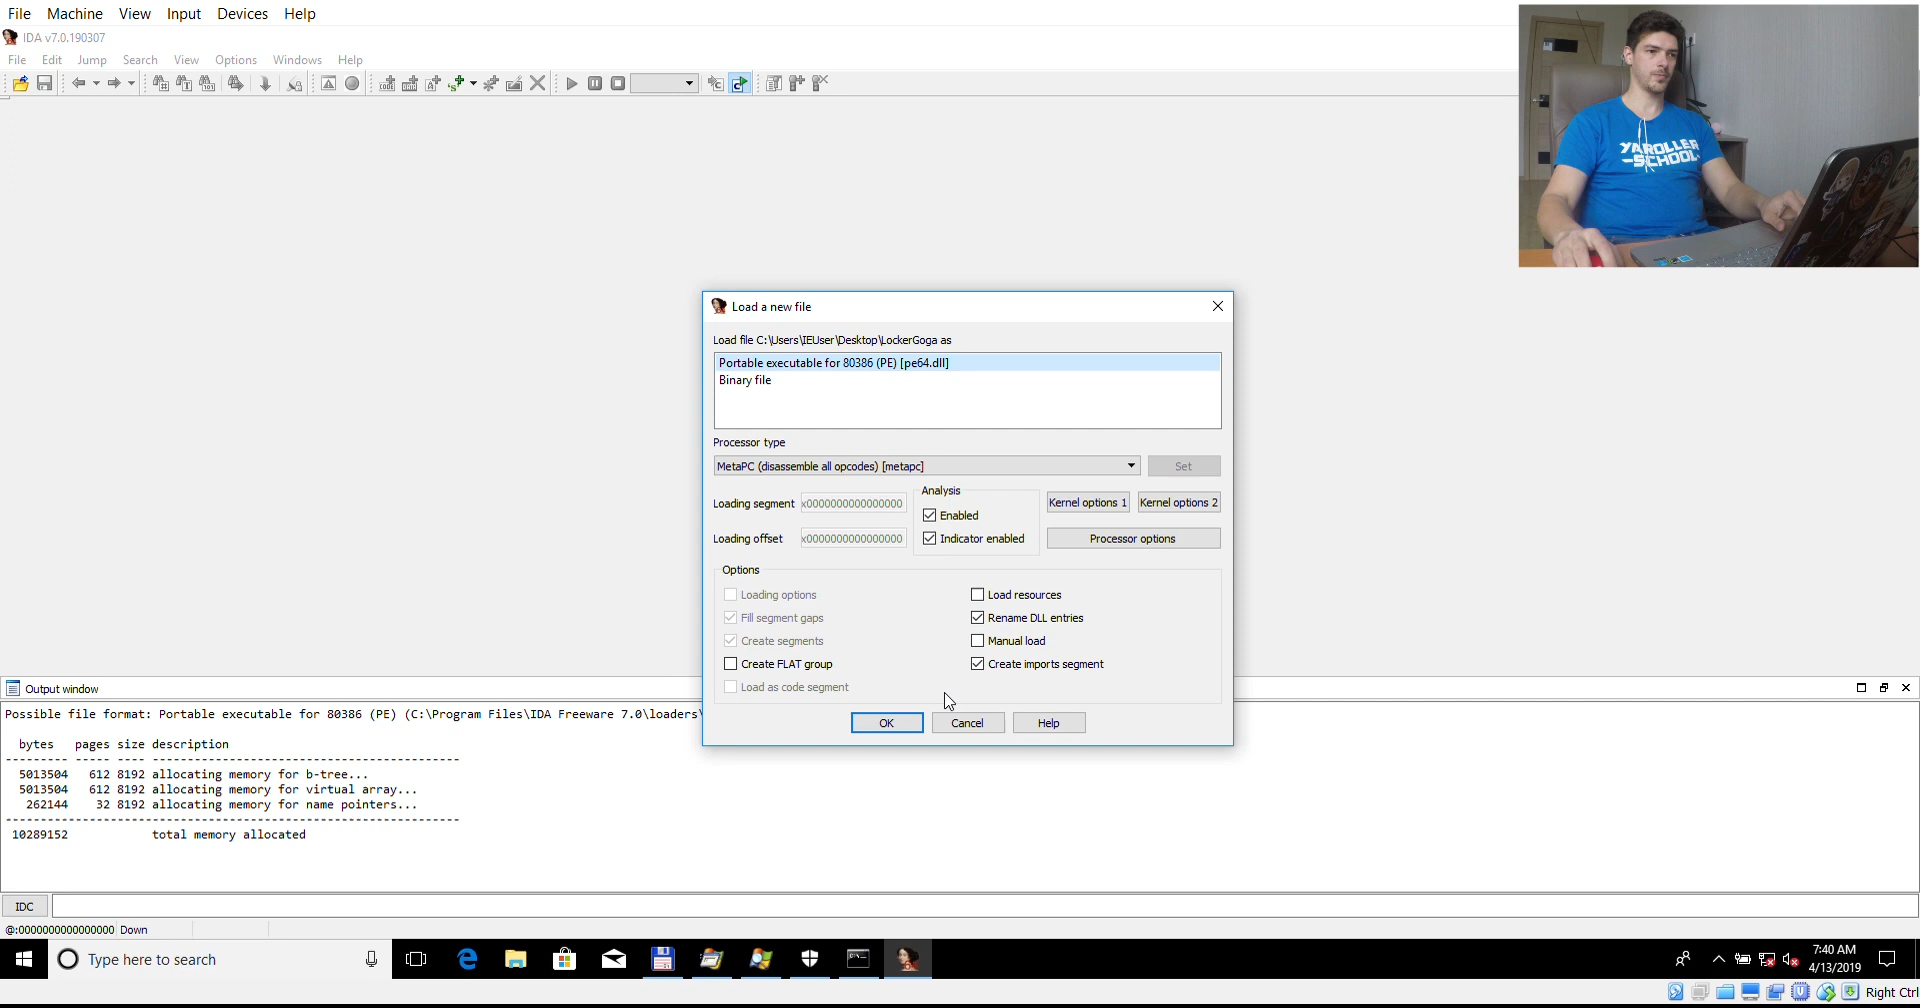 File Machine View Input Devices Help
IDA v7.0.190307
File Edit Jump Search View Options Windows Help
YAROLLER
-SCHOOL-
Load a new file
Load file C:\Users\IEUser\Desktop\LockerGoga as
Portable executable for 80386 (PE) [pe64.dll]
Binary file
Processor type
MetaPC (disassemble all opcodes) [metapc]
Set
Loading segment x0000000000000000
Analysis
Enabled
Kernel options 1
Kernel options 2
Loading offset x0000000000000000
Indicator enabled
Processor options
Options
Loading options
Load resources
Fill segment gaps
Rename DLL entries
Create segments
Manual load
Create FLAT group
Create imports segment
Load as code segment
OK
Cancel
Help
Output window
Possible file format: Portable executable for 80386 (PE) (C:\Program Files\IDA Freeware 7.0\loaders\
bytes pages size description
--------- ----- ---- --------------------------------------------
5013504 612 8192 allocating memory for b-tree...
5013504 612 8192 allocating memory for virtual array...
262144 32 8192 allocating memory for name pointers...
-----------------------------------------------------------------
10289152 total memory allocated
IDC
@:0000000000000000 Down
Type here to search
7:40 AM
4/13/2019
Right Ctrl